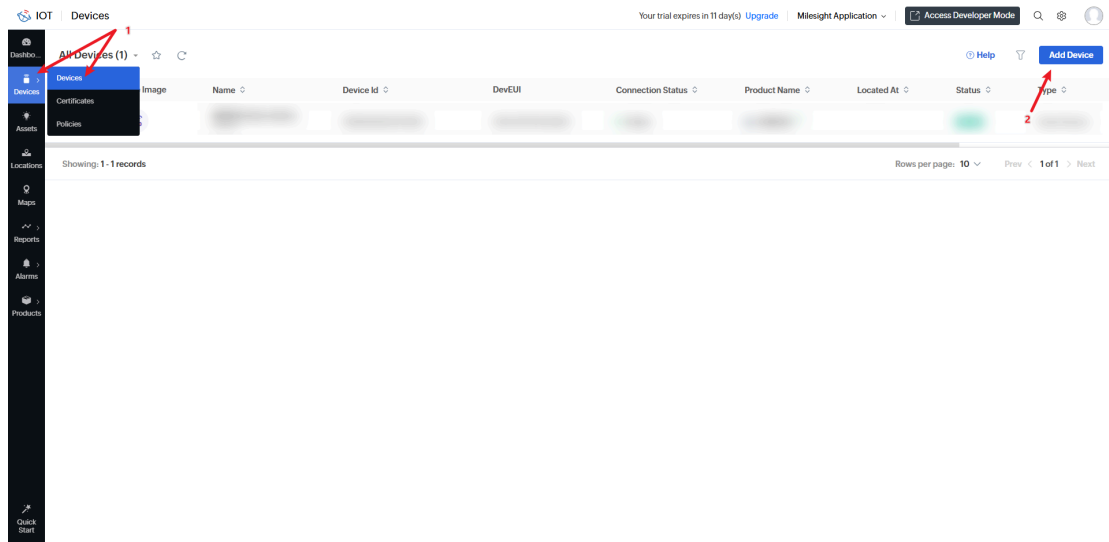 IOT Devices Your trial expires in 11 day(s) Upgrade Milesight Application Access Developer Mode
1
Dashbo... All Devices (1) Help Add Device
Devices
Devices
Image Name Device Id DevEUI Connection Status Product Name Located At Status Type
Certificates
Policies
2
Assets
Locations
Showing: 1 - 1 records Rows per page: 10 Prev < 1 of 1 > Next
Maps
Reports
Alarms
Products
Quick
Start